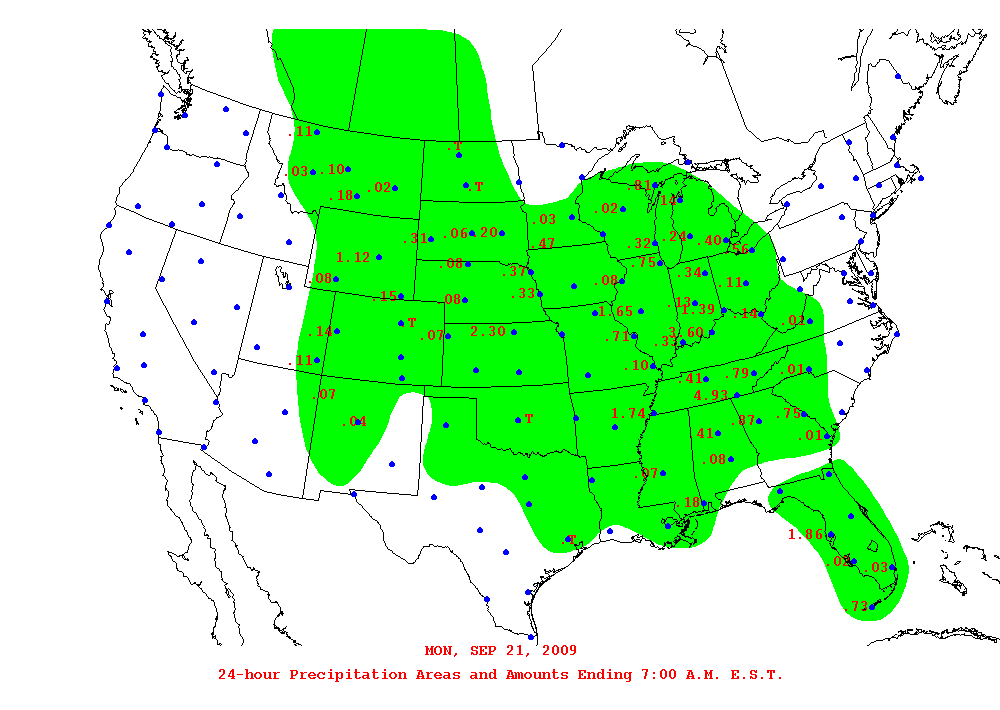 .T
.11
.03 .10
.81
.18 .02 .T
.14
.02
.03
.31 .06 .20
.24 .40
.47 .32
.56
1.12
.08 .75
.37 .34
.08 .08 .11
.15 .33
.08 .13
1.65 1.39 .14
T .02
.14 .07 2.30 .71 3.60
.33
.11 .10 .01
.41 .79
.07 4.93
.04 T 1.74 .87 .75
.41 .01
.08
.97
.18
.T 1.86
.02 .03
.73
MON, SEP 21, 2009
24-hour Precipitation Areas and Amounts Ending 7:00 A.M. E.S.T.